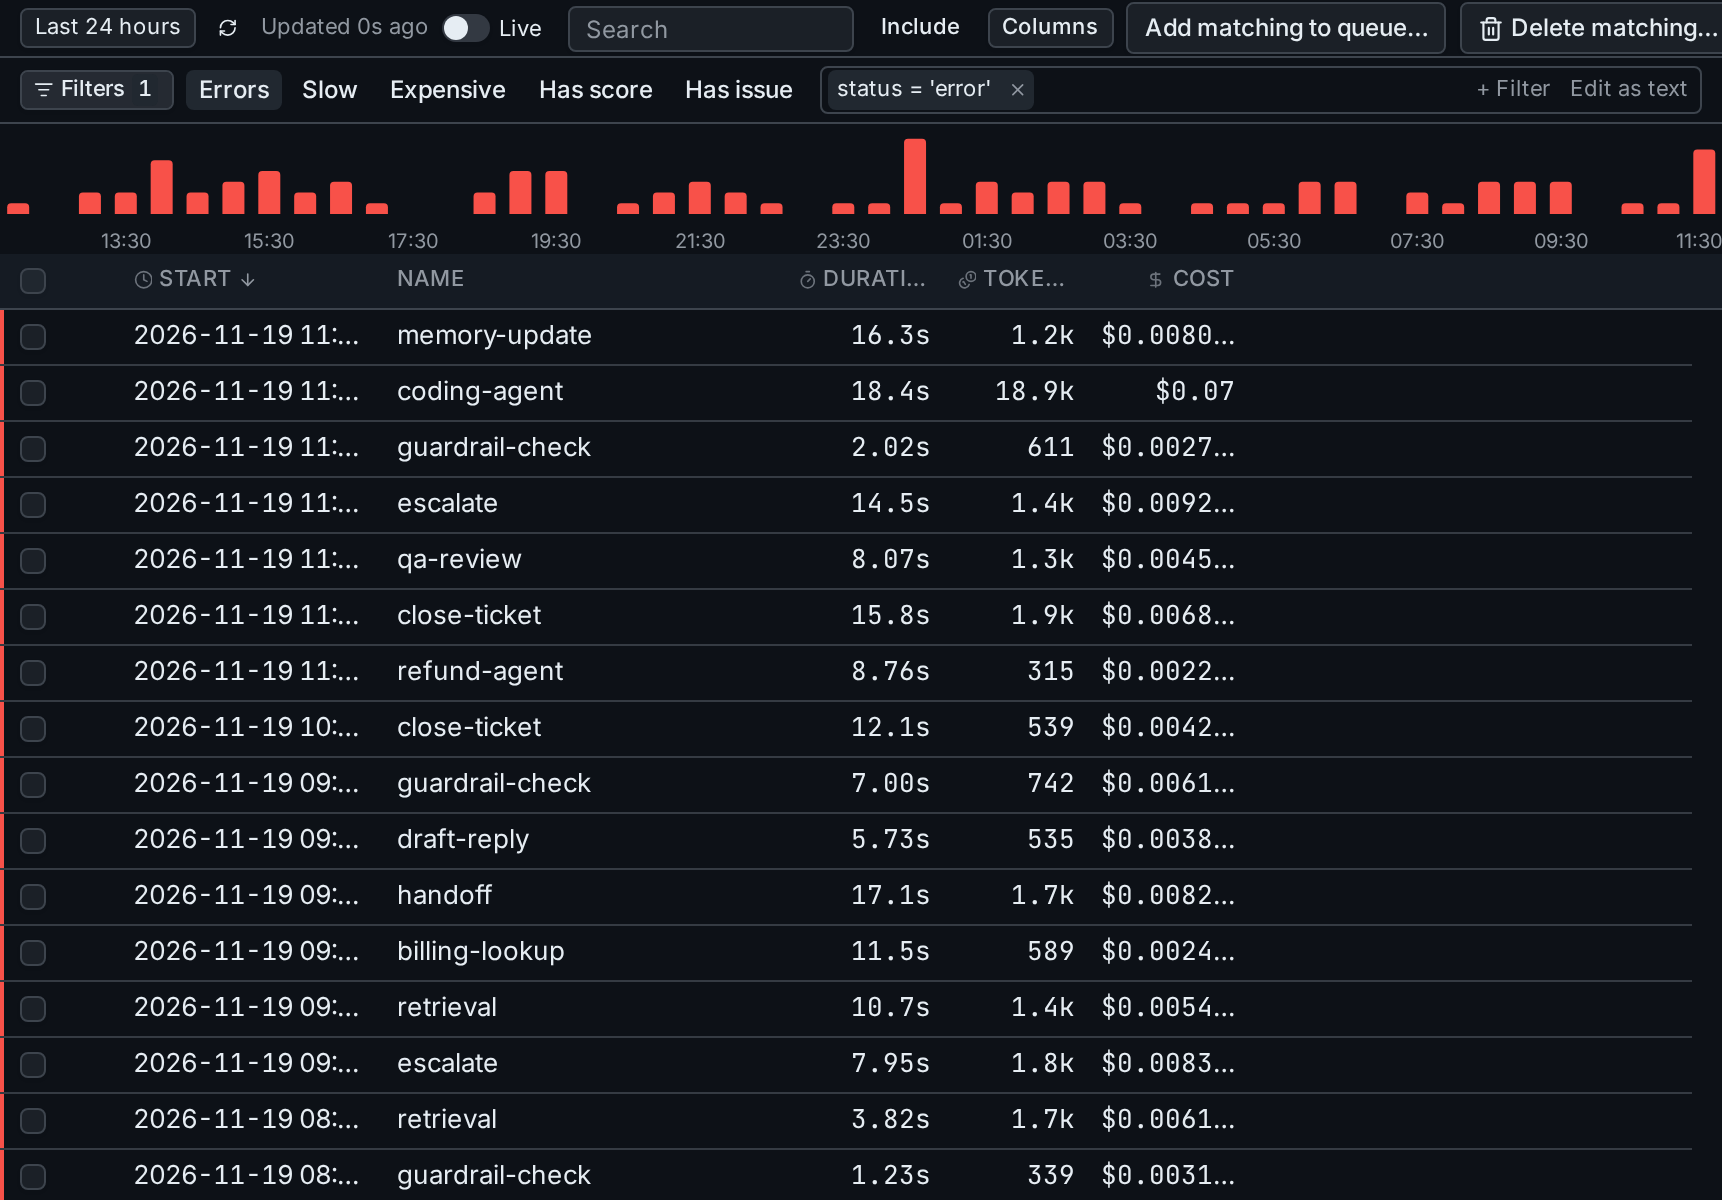 Last 24 hours Updated 0s ago Live Search Include Columns Add matching to queue... Delete matching...
Filters 1 Errors Slow Expensive Has score Has issue status = 'error' × + Filter Edit as text
13:30 15:30 17:30 19:30 21:30 23:30 01:30 03:30 05:30 07:30 09:30 11:30
START ↓ NAME DURATI... TOKE... $ COST
2026-11-19 11:... memory-update 16.3s 1.2k $0.0080...
2026-11-19 11:... coding-agent 18.4s 18.9k $0.07
2026-11-19 11:... guardrail-check 2.02s 611 $0.0027...
2026-11-19 11:... escalate 14.5s 1.4k $0.0092...
2026-11-19 11:... qa-review 8.07s 1.3k $0.0045...
2026-11-19 11:... close-ticket 15.8s 1.9k $0.0068...
2026-11-19 11:... refund-agent 8.76s 315 $0.0022...
2026-11-19 10:... close-ticket 12.1s 539 $0.0042...
2026-11-19 09:... guardrail-check 7.00s 742 $0.0061...
2026-11-19 09:... draft-reply 5.73s 535 $0.0038...
2026-11-19 09:... handoff 17.1s 1.7k $0.0082...
2026-11-19 09:... billing-lookup 11.5s 589 $0.0024...
2026-11-19 09:... retrieval 10.7s 1.4k $0.0054...
2026-11-19 09:... escalate 7.95s 1.8k $0.0083...
2026-11-19 08:... retrieval 3.82s 1.7k $0.0061...
2026-11-19 08:... guardrail-check 1.23s 339 $0.0031...